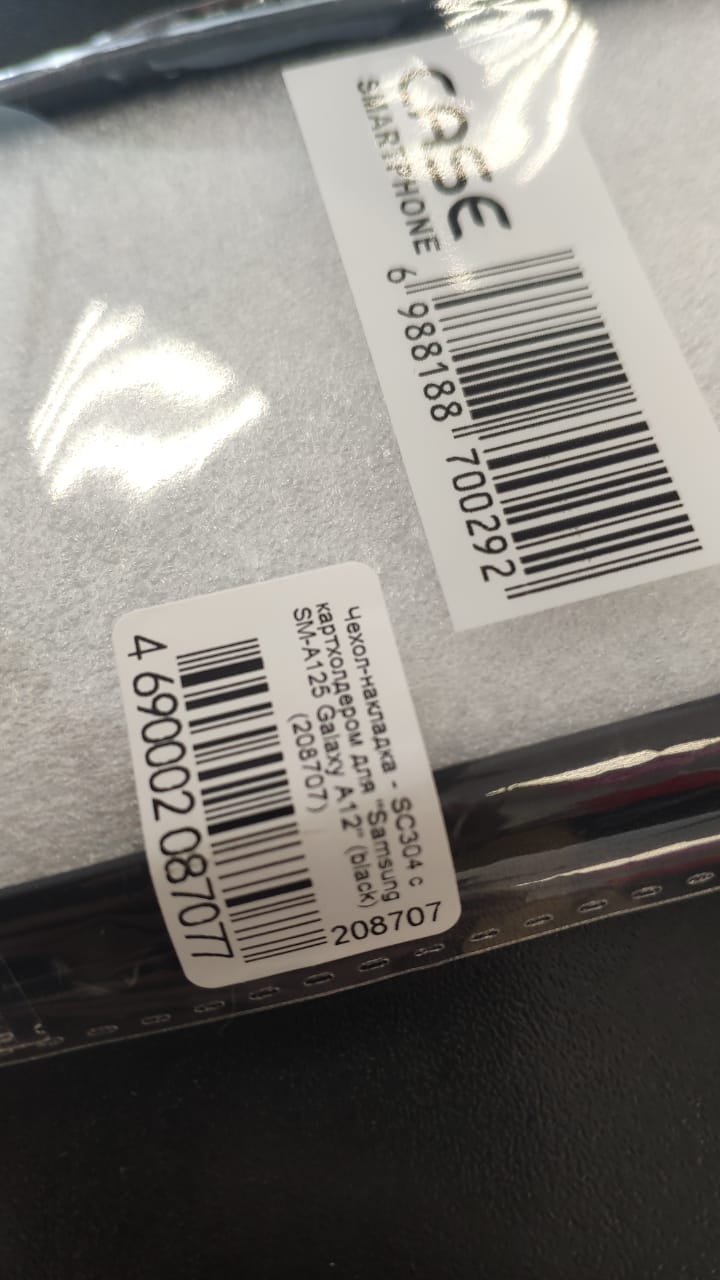 CASE
SMARTPHONE
6 988188 700292
Чехол-накладка - SC304 с
картхолдером для "Samsung
SM-A125 Galaxy A12" (black)
(208707)
208707
4 690002 087077